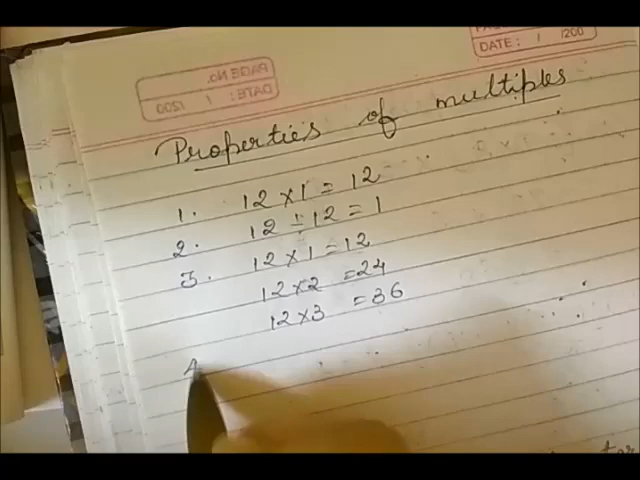 DATE: / /200
PAGE NO.
DATE: / /200
Properties of multiples
1. 12 × 1 = 12
2. 12 ÷ 12 = 1
3. 12 × 1 = 12
12 × 2 = 24
12 × 3 = 36
4